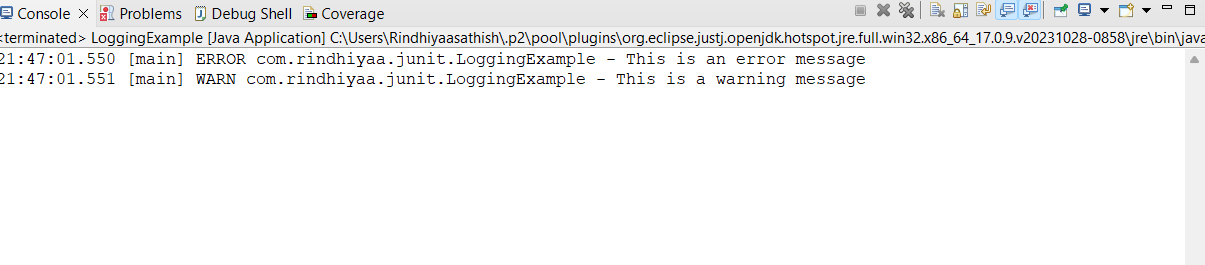 Console Problems Debug Shell Coverage
<terminated> LoggingExample [Java Application] C:\Users\Rindhiyaasathish\.p2\pool\plugins\org.eclipse.justj.openjdk.hotspot.jre.full.win32.x86_64_17.0.9.v20231028-0858\jre\bin\java
21:47:01.550 [main] ERROR com.rindhiyaa.junit.LoggingExample - This is an error message
21:47:01.551 [main] WARN com.rindhiyaa.junit.LoggingExample - This is a warning message